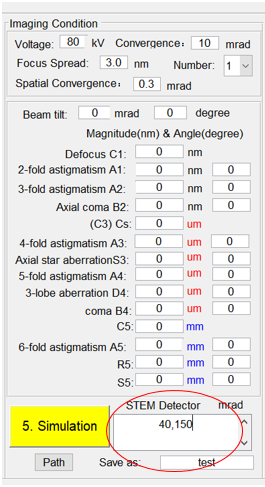 Imaging Condition
Voltage: 80 kV Convergence: 10 mrad
Focus Spread: 3.0 nm Number: 1
Spatial Convergence: 0.3 mrad
Beam tilt: 0 mrad 0 degree
Magnitude(nm) & Angle(degree)
Defocus C1: 0 nm
2-fold astigmatism A1: 0 nm 0
3-fold astigmatism A2: 0 nm 0
Axial coma B2: 0 nm 0
(C3) Cs: 0 um
4-fold astigmatism A3: 0 um 0
Axial star aberrationS3: 0 um 0
5-fold astigmatism A4: 0 um 0
3-lobe aberration D4: 0 um 0
coma B4: 0 um 0
C5: 0 mm
6-fold astigmatism A5: 0 mm 0
R5: 0 mm 0
S5: 0 mm 0
STEM Detector mrad
5. Simulation 40,150
Path Save as: test